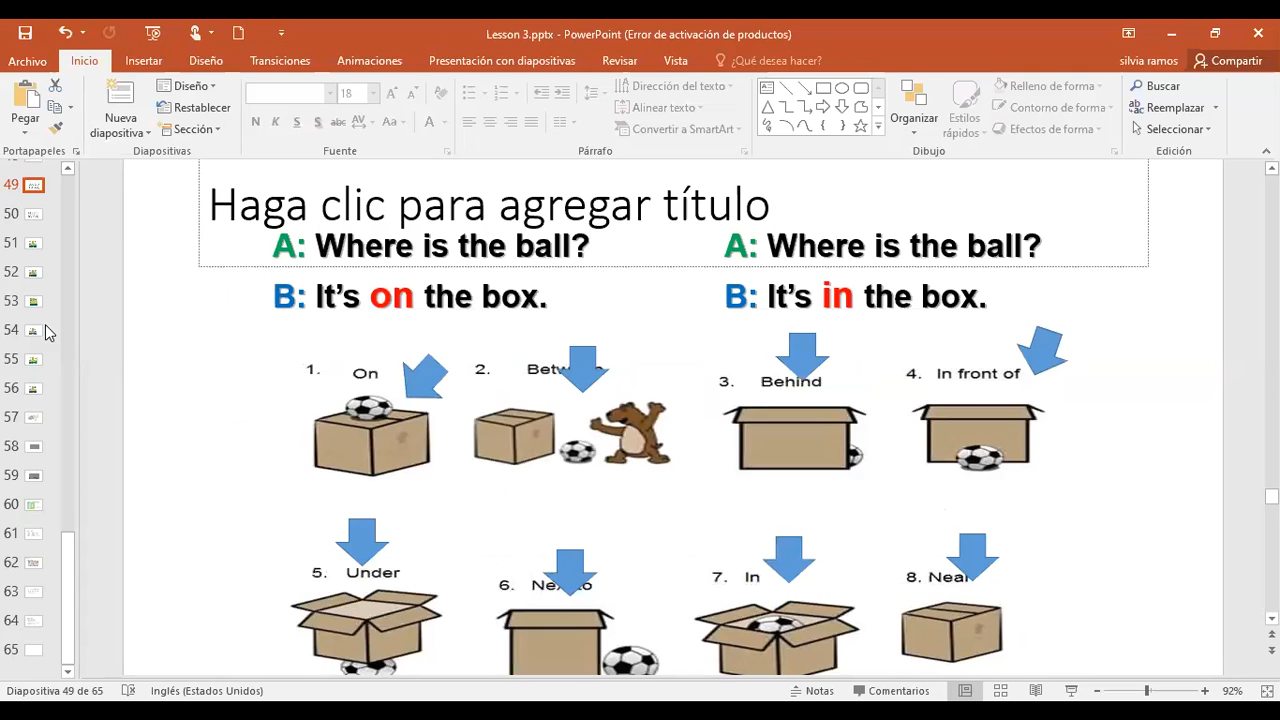 Lesson 3.pptx - PowerPoint (Error de activación de productos)
Archivo Inicio Insertar Diseño Transiciones Animaciones Presentación con diapositivas Revisar Vista ¿Qué desea hacer? silvia ramos Compartir
Pegar
Nueva diapositiva
Diseño
Restablecer
Sección
18
N K S S abc AV Aa A
Dirección del texto
Alinear texto
Convertir a SmartArt
Organizar
Estilos rápidos
Relleno de forma
Contorno de forma
Efectos de forma
Buscar
Reemplazar
Seleccionar
Portapapeles Diapositivas Fuente Párrafo Dibujo Edición
49
50
51
52
53
54
55
56
57
58
59
60
61
62
63
64
65
Haga clic para agregar título
A: Where is the ball?
B: It's on the box.
A: Where is the ball?
B: It's in the box.
1. On
2.
3. Behind
4. In front of
5. Under
6.
7. In
8. Near
Diapositiva 49 de 65 Inglés (Estados Unidos) Notas Comentarios 92%